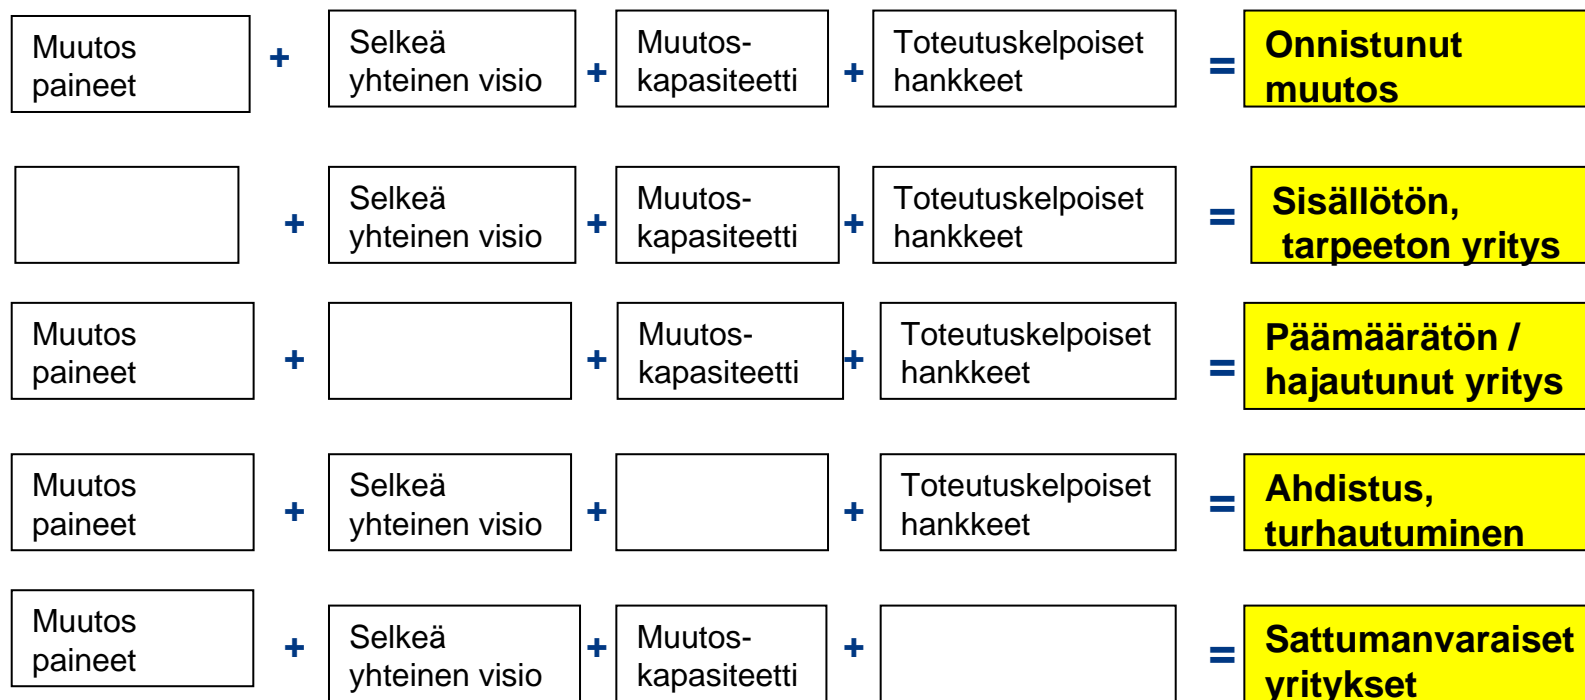 Muutos
paineet
+
Selkeä
yhteinen visio
+
Muutos-
kapasiteetti
+
Toteutuskelpoiset
hankkeet
=
Onnistunut
muutos
+
Selkeä
yhteinen visio
+
Muutos-
kapasiteetti
+
Toteutuskelpoiset
hankkeet
=
Sisällötön,
tarpeeton yritys
Muutos
paineet
+
+
Muutos-
kapasiteetti
+
Toteutuskelpoiset
hankkeet
=
Päämäärätön /
hajautunut yritys
Muutos
paineet
+
Selkeä
yhteinen visio
+
+
Toteutuskelpoiset
hankkeet
=
Ahdistus,
turhautuminen
Muutos
paineet
+
Selkeä
yhteinen visio
+
Muutos-
kapasiteetti
+
=
Sattumanvaraiset
yritykset